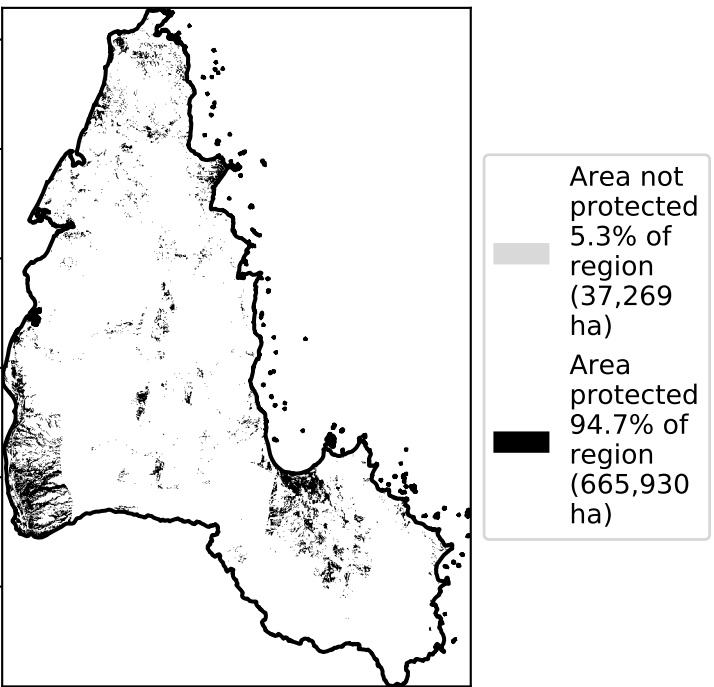 Area not
protected
5.3% of
region
(37,269
ha)
Area
protected
94.7% of
region
(665,930
ha)